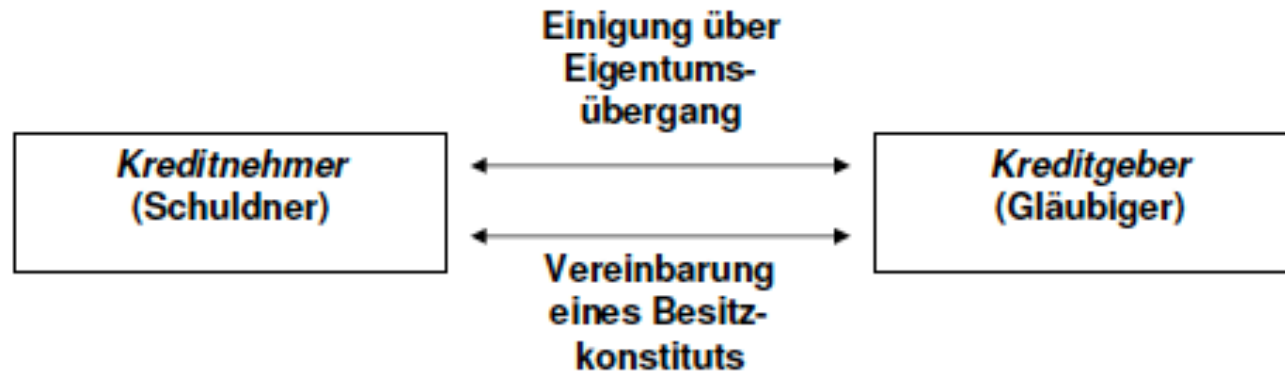 Einigung über
Eigentums-
übergang
Kreditnehmer
(Schuldner)
Kreditgeber
(Gläubiger)
Vereinbarung
eines Besitz-
konstituts